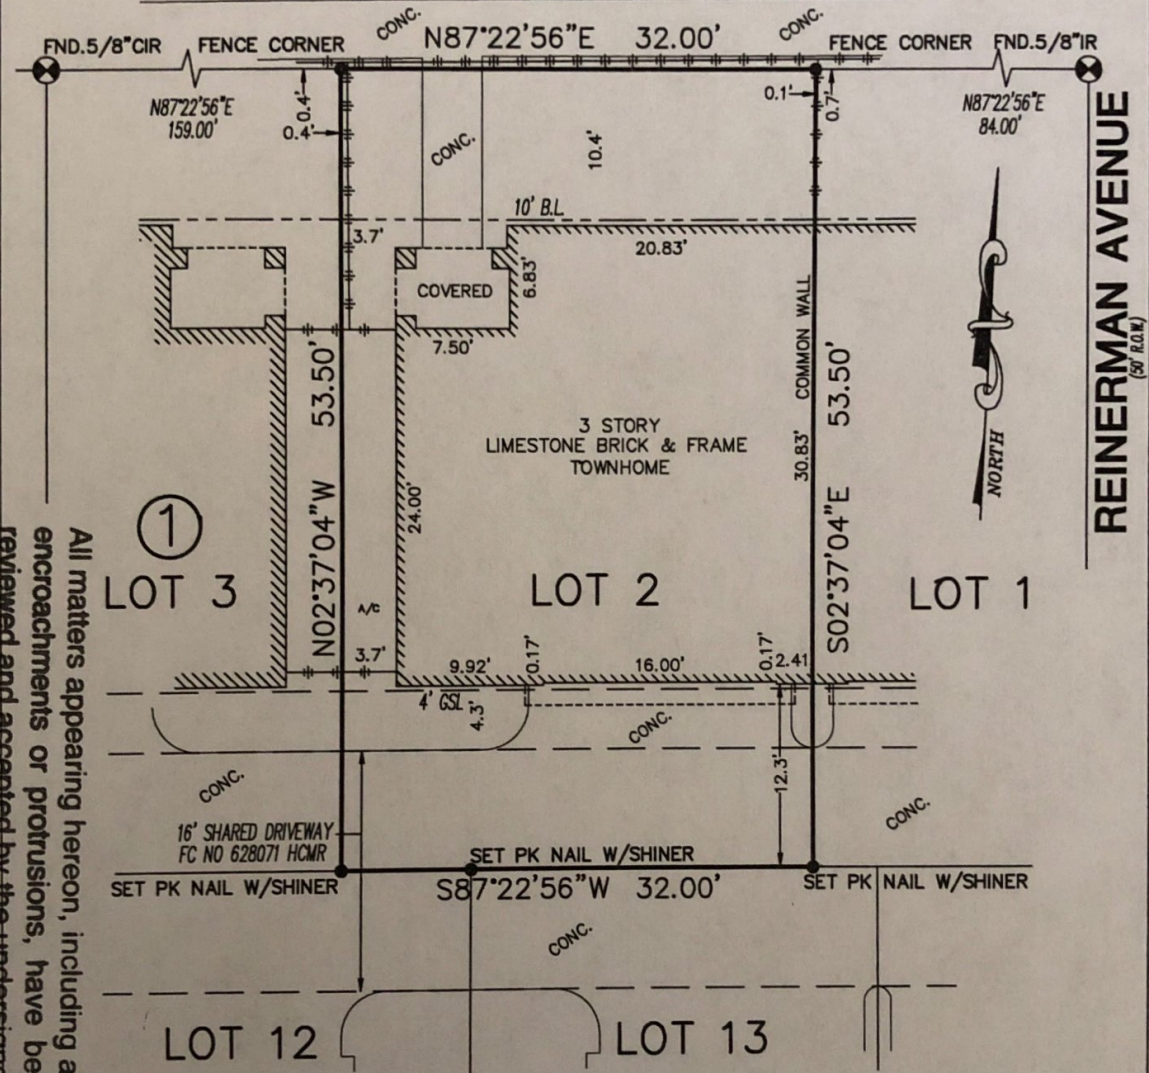 CONC.
N87°22'56"E 32.00'
CONC.
FND.5/8"CIR
FENCE CORNER
FENCE CORNER
FND.5/8"IR
N87°22'56"E
159.00'
0.4'
0.4'
0.1'
0.7'
N87°22'56"E
84.00'
CONC.
10.4'
10' B.L.
3.7'
20.83'
COVERED
6.83'
7.50'
COMMON WALL
30.83'
N02°37'04"W 53.50'
S02°37'04"E 53.50'
REINERMAN AVENUE
(50' R.O.W.)
NORTH
3 STORY
LIMESTONE BRICK & FRAME
TOWNHOME
24.00'
1
LOT 3
LOT 2
LOT 1
A/C
3.7'
9.92'
0.17'
16.00'
0.17'
2.41
4' GSL
4.3'
CONC.
12.3'
CONC.
CONC.
16' SHARED DRIVEWAY
FC NO 628071 HCMR
SET PK NAIL W/SHINER
SET PK NAIL W/SHINER
S87°22'56"W 32.00'
SET PK NAIL W/SHINER
CONC.
LOT 12
LOT 13
All matters appearing hereon, including a
encroachments or protrusions, have be
reviewed and accepted by the undersign